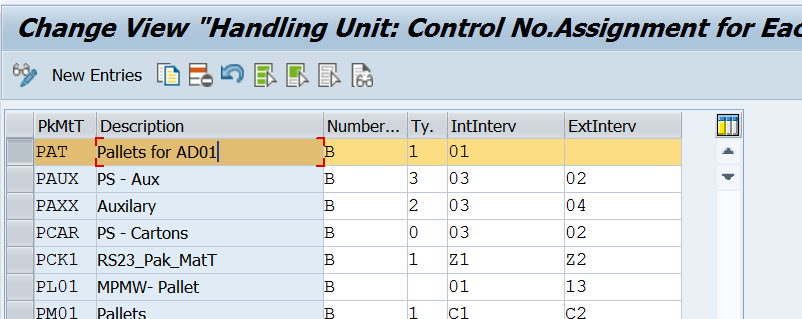 Change View "Handling Unit: Control No.Assignment for Eac
New Entries
PkMtT Description Number... Ty. IntInterv ExtInterv
PAT Pallets for AD01 B 1 01
PAUX PS - Aux B 3 03 02
PAXX Auxilary B 2 03 04
PCAR PS - Cartons B 0 03 02
PCK1 RS23_Pak_MatT B 1 Z1 Z2
PL01 MPMW- Pallet B 01 13
PM01 Pallets B 1 C1 C2